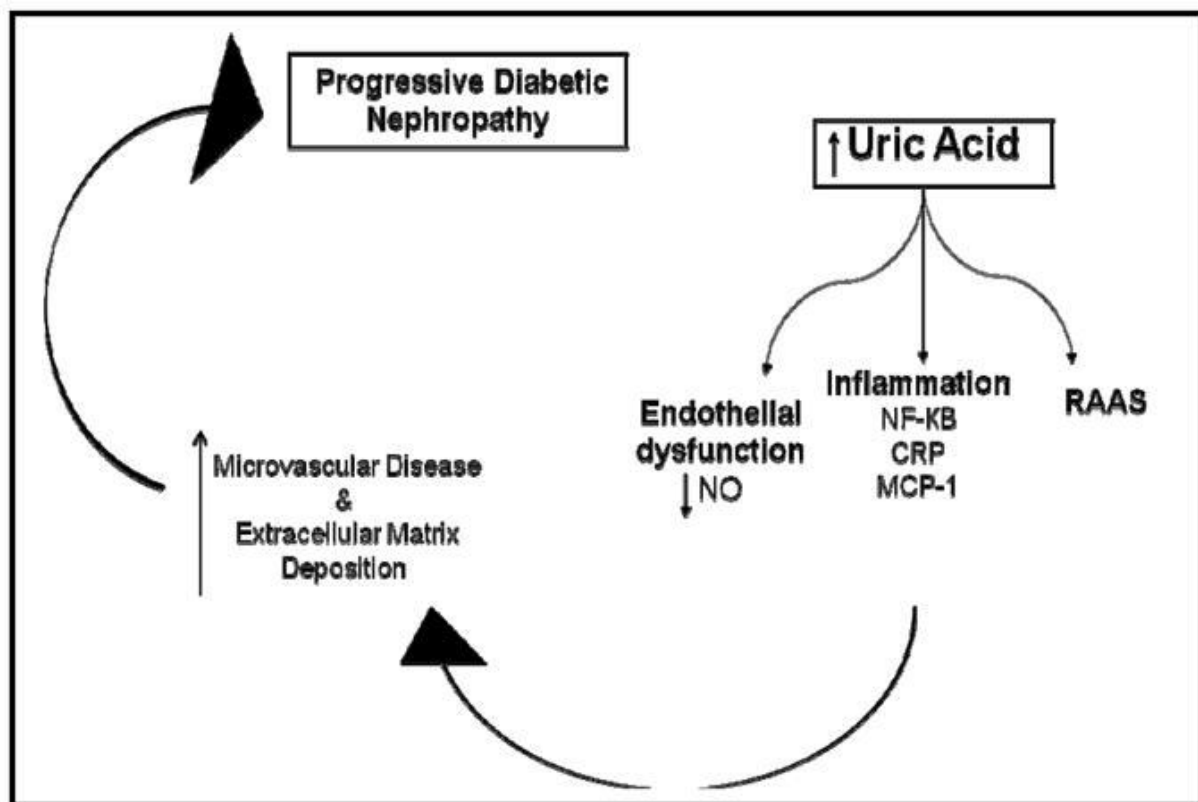 Progressive Diabetic
Nephropathy
↑ Uric Acid
Endothelial
dysfunction
↓ NO
Inflammation
NF-KB
CRP
MCP-1
RAAS
Microvascular Disease
&
Extracellular Matrix
Deposition